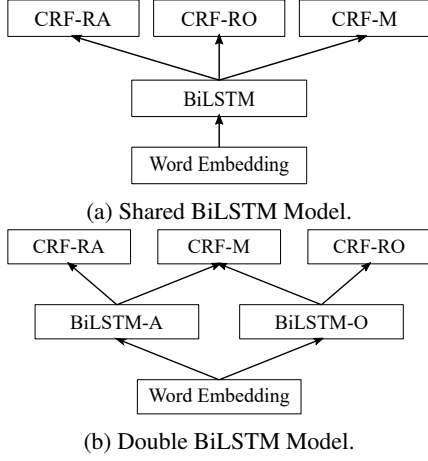 CRF-RA CRF-RO CRF-M
BiLSTM
Word Embedding
(a) Shared BiLSTM Model.
CRF-RA CRF-M CRF-RO
BiLSTM-A BiLSTM-O
Word Embedding
(b) Double BiLSTM Model.